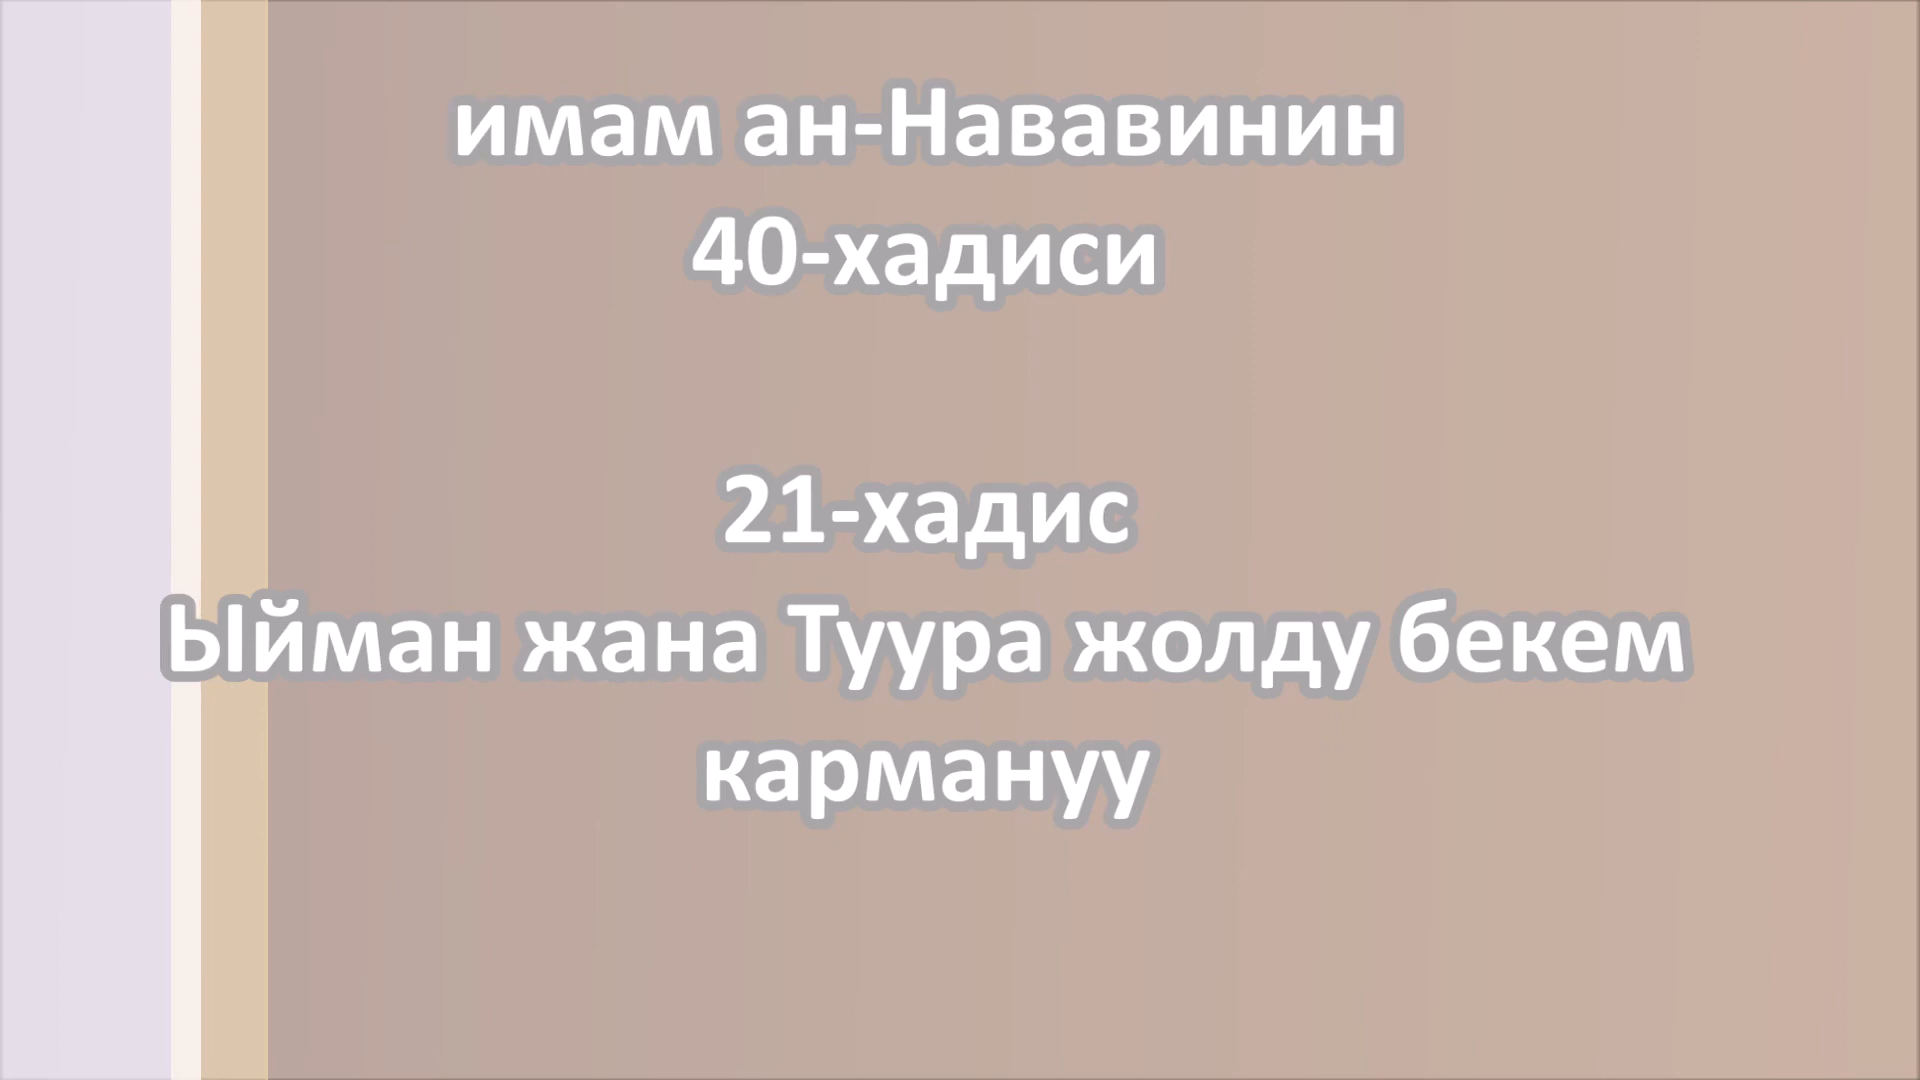 имам ан-Нававинин
40-хадиси
21-хадис
Ыйман жана Туура жолду бекем
кармануу